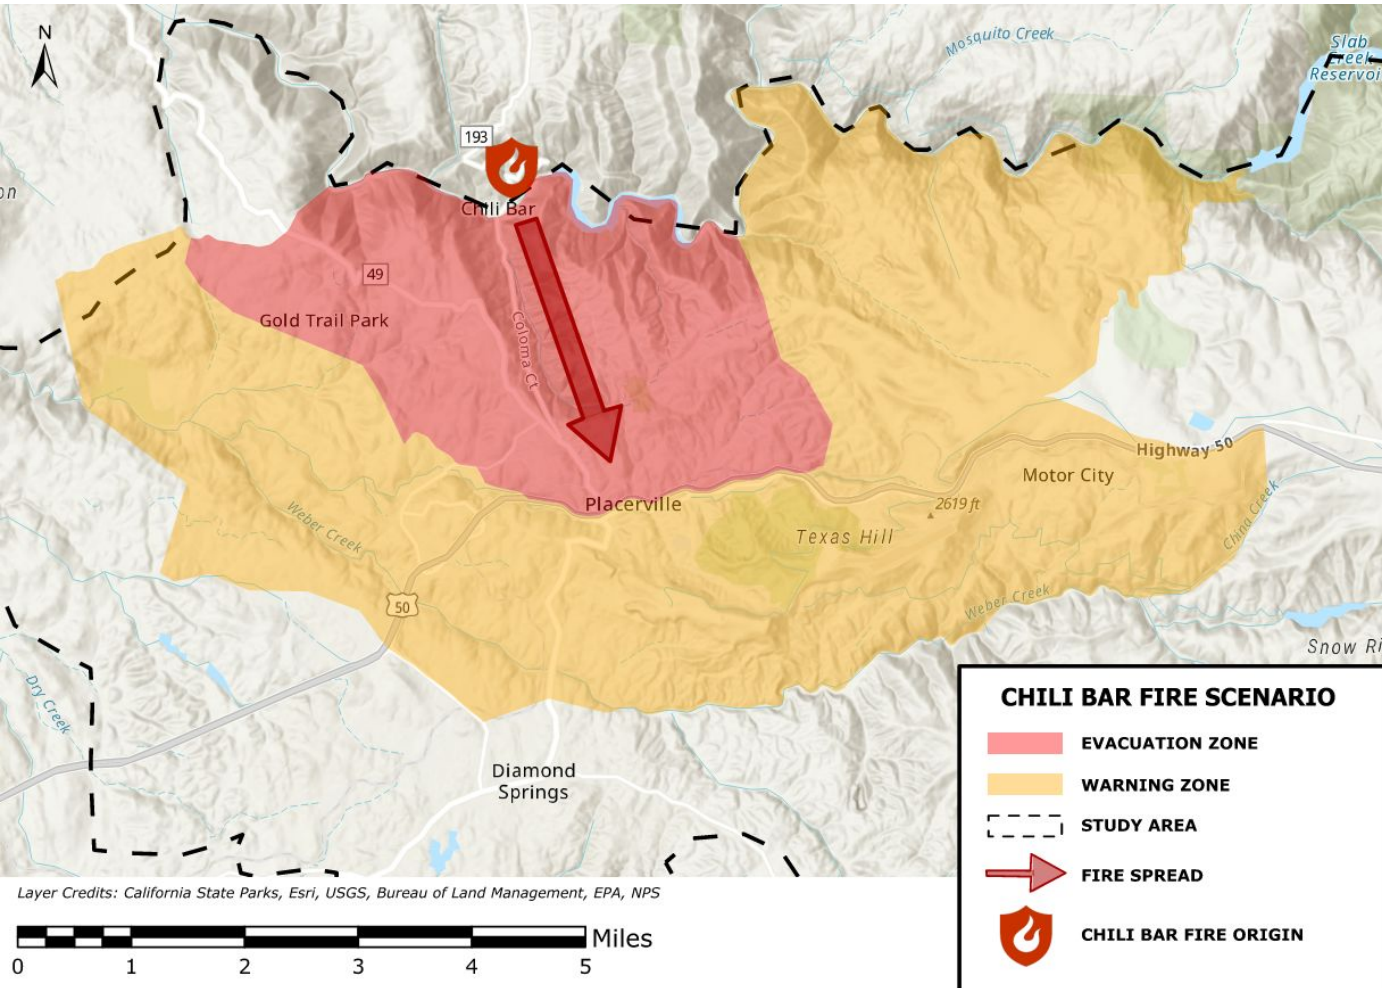 N
Mosquito Creek
Slab
Creek
Reservoi
193
on
Chili Bar
49
Gold Trail Park
Coloma Ct
Highway 50
Motor City
Placerville
2619 ft
Texas Hill
Weber Creek
China Creek
50
Weber Creek
Snow Ri
Dry Creek
Diamond
Springs
CHILI BAR FIRE SCENARIO
EVACUATION ZONE
WARNING ZONE
STUDY AREA
FIRE SPREAD
CHILI BAR FIRE ORIGIN
Layer Credits: California State Parks, Esri, USGS, Bureau of Land Management, EPA, NPS
Miles
0 1 2 3 4 5